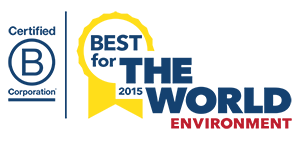 Certified
B
Corporation
BEST
for
THE
2015
WORLD
ENVIRONMENT